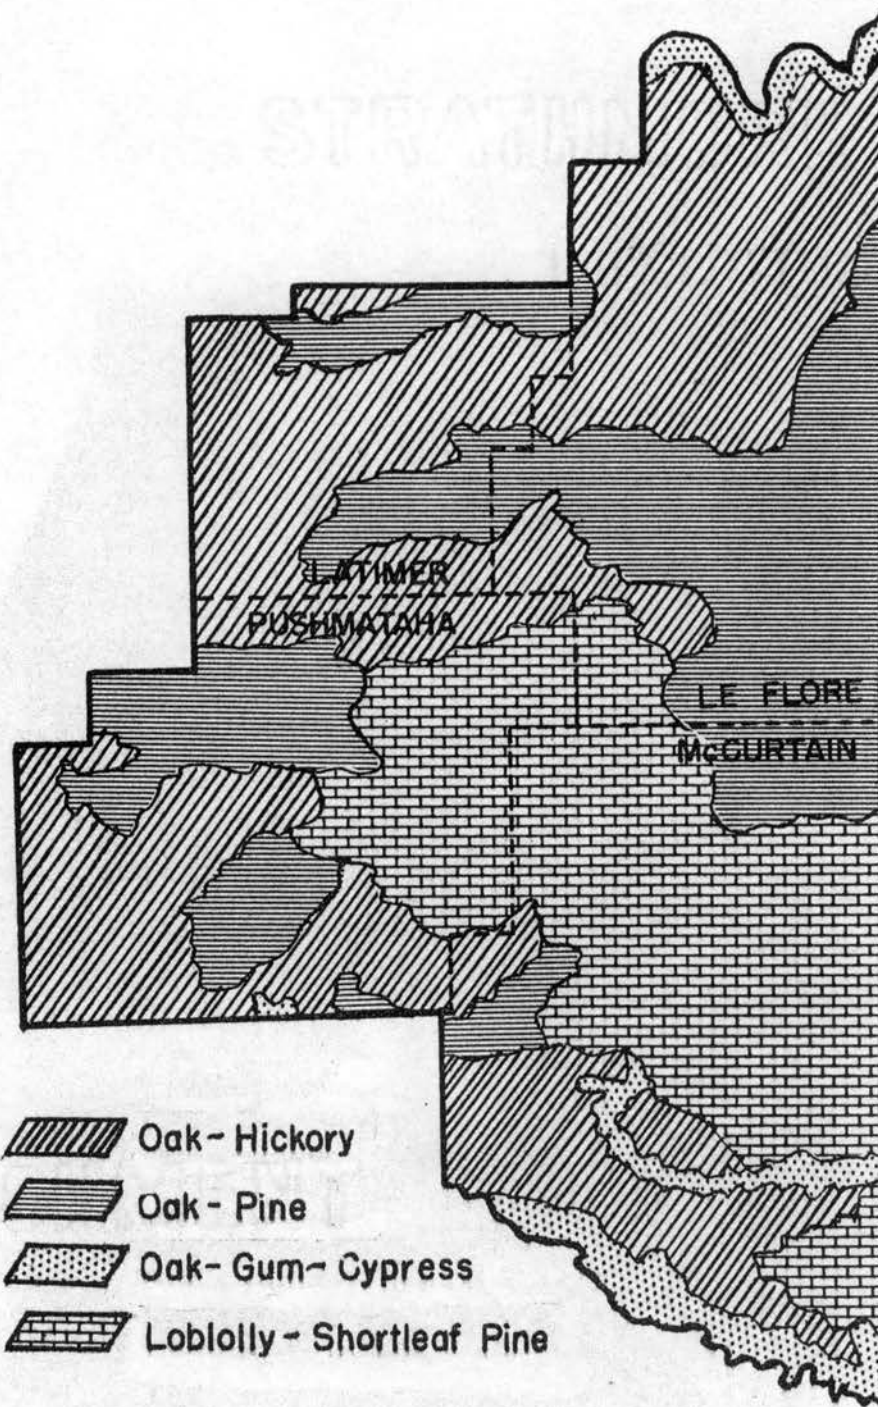 LATIMER
PUSHMATAHA
LE FLORE
McCURTAIN
Oak-Hickory
Oak-Pine
Oak-Gum-Cypress
Loblolly-Shortleaf Pine